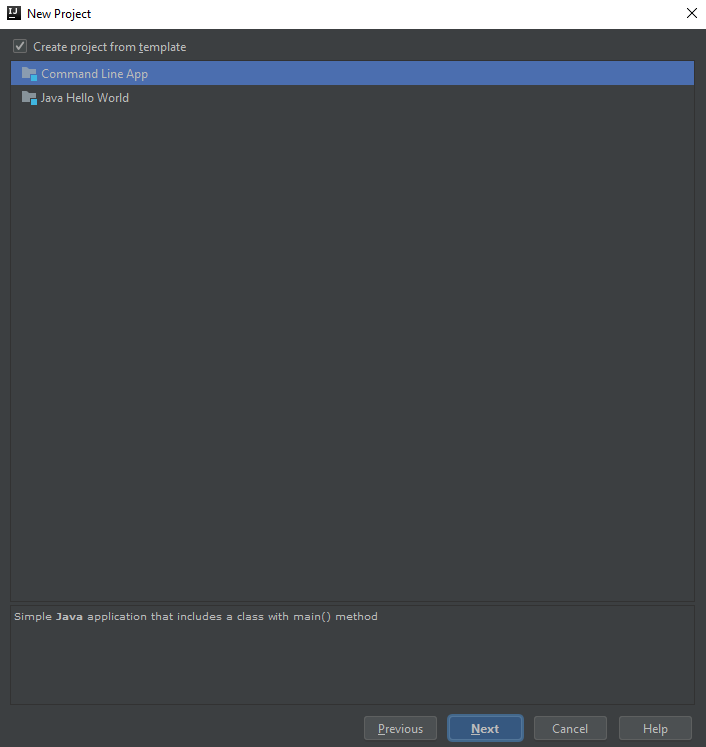 IJ New Project
Create project from template
Command Line App
Java Hello World
Simple Java application that includes a class with main() method
Previous Next Cancel Help